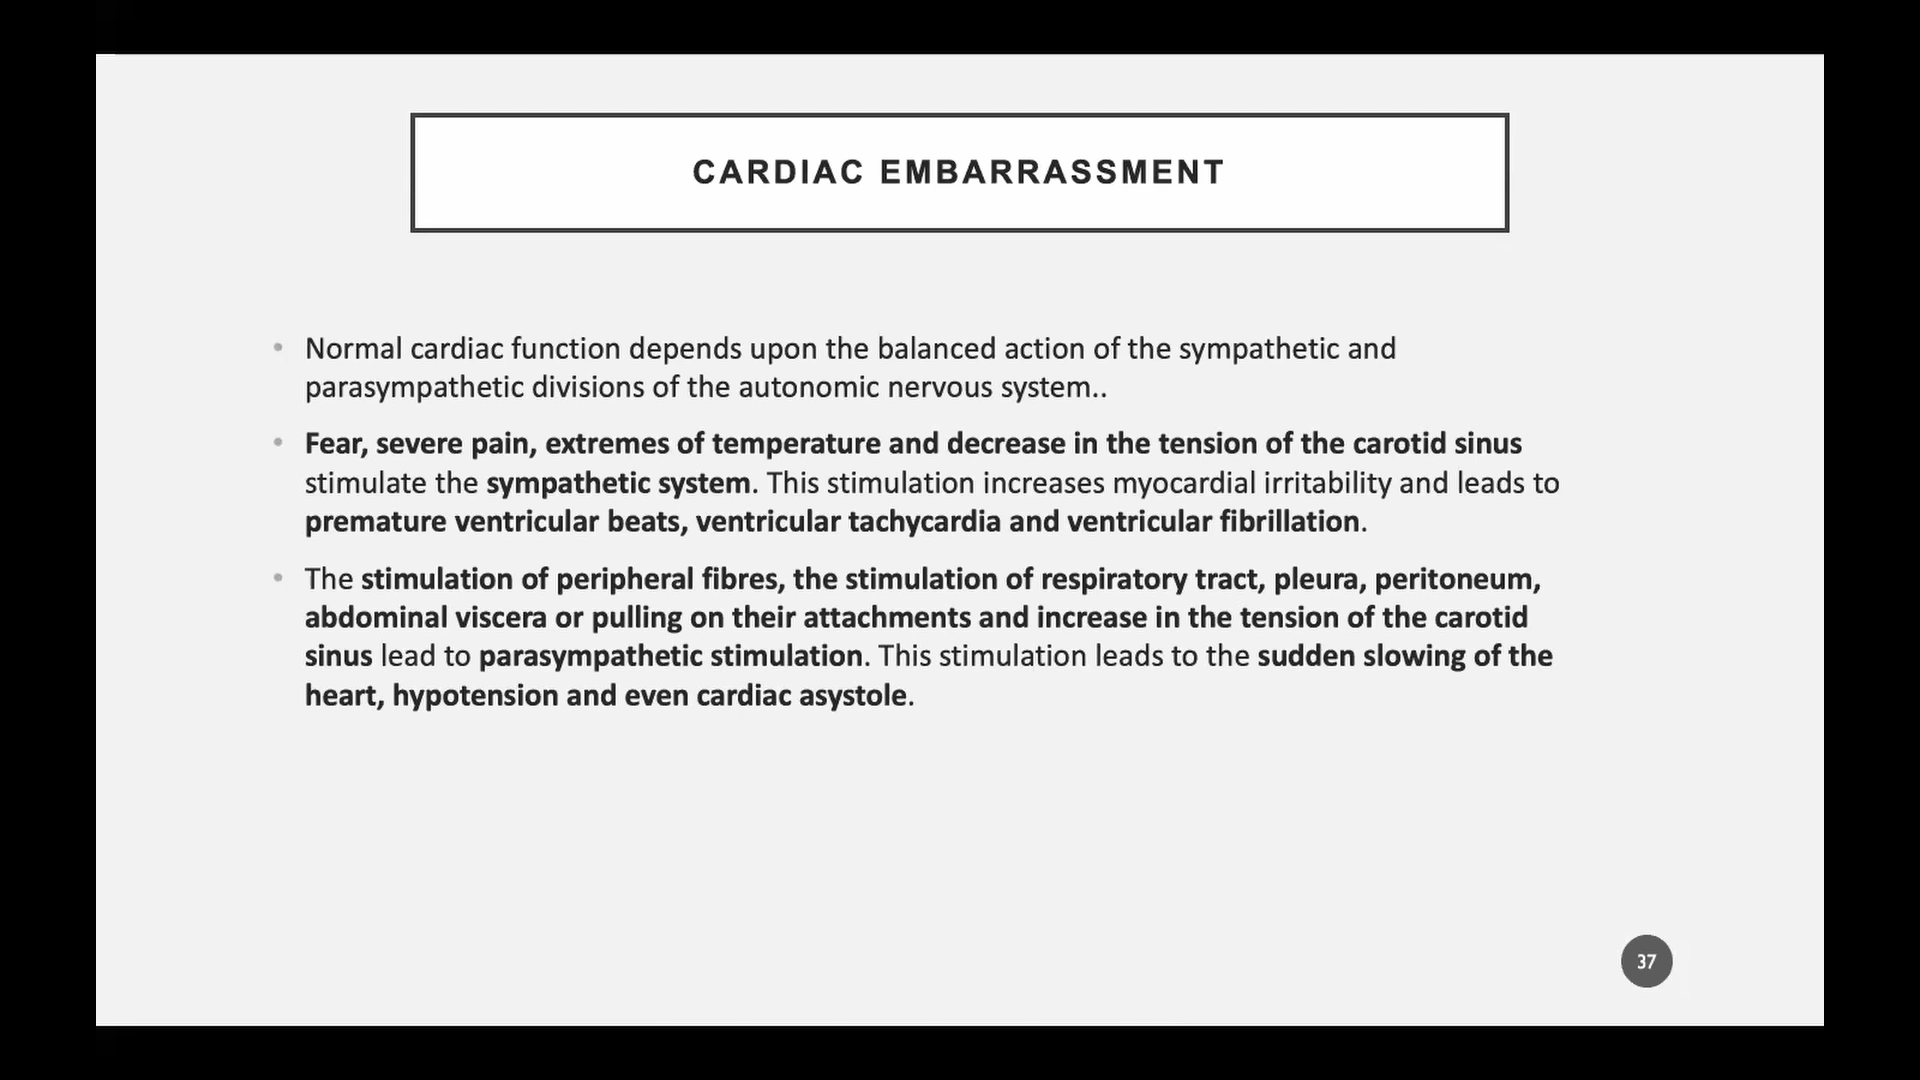 CARDIAC EMBARRASSMENT
• Normal cardiac function depends upon the balanced action of the sympathetic and
parasympathetic divisions of the autonomic nervous system..
• Fear, severe pain, extremes of temperature and decrease in the tension of the carotid sinus
stimulate the sympathetic system. This stimulation increases myocardial irritability and leads to
premature ventricular beats, ventricular tachycardia and ventricular fibrillation.
• The stimulation of peripheral fibres, the stimulation of respiratory tract, pleura, peritoneum,
abdominal viscera or pulling on their attachments and increase in the tension of the carotid
sinus lead to parasympathetic stimulation. This stimulation leads to the sudden slowing of the
heart, hypotension and even cardiac asystole.
37